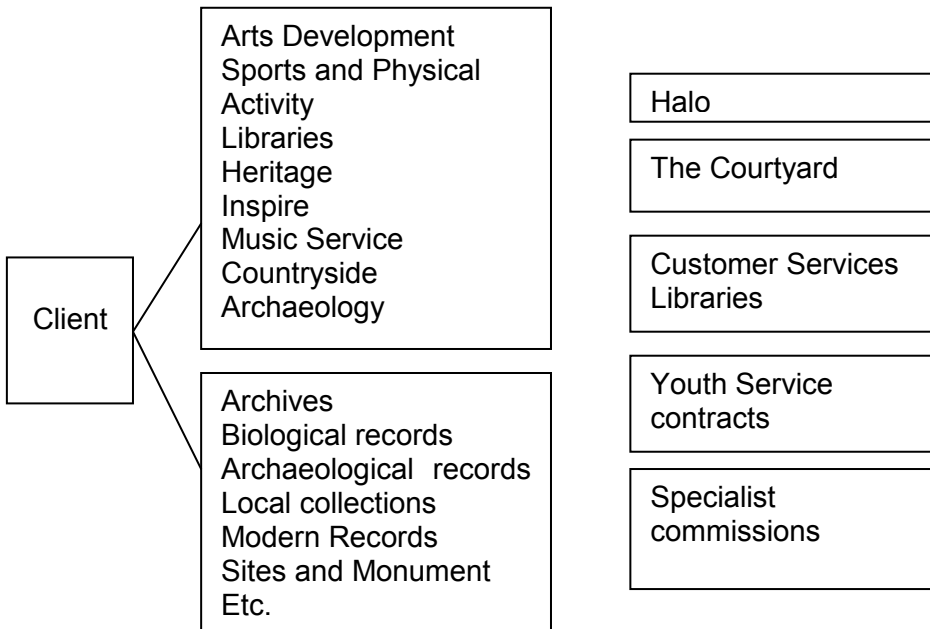 Client
Arts Development
Sports and Physical
Activity
Libraries
Heritage
Inspire
Music Service
Countryside
Archaeology
Archives
Biological records
Archaeological records
Local collections
Modern Records
Sites and Monument
Etc.
Halo
The Courtyard
Customer Services
Libraries
Youth Service
contracts
Specialist
commissions